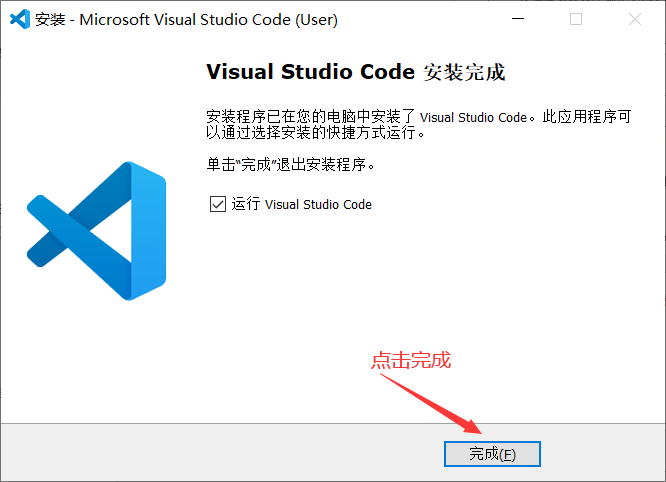 安装 - Microsoft Visual Studio Code (User)
Visual Studio Code 安装完成
安装程序已在您的电脑中安装了 Visual Studio Code。此应用程序可
以通过选择安装的快捷方式运行。
单击“完成”退出安装程序。
运行 Visual Studio Code
点击完成
完成(F)